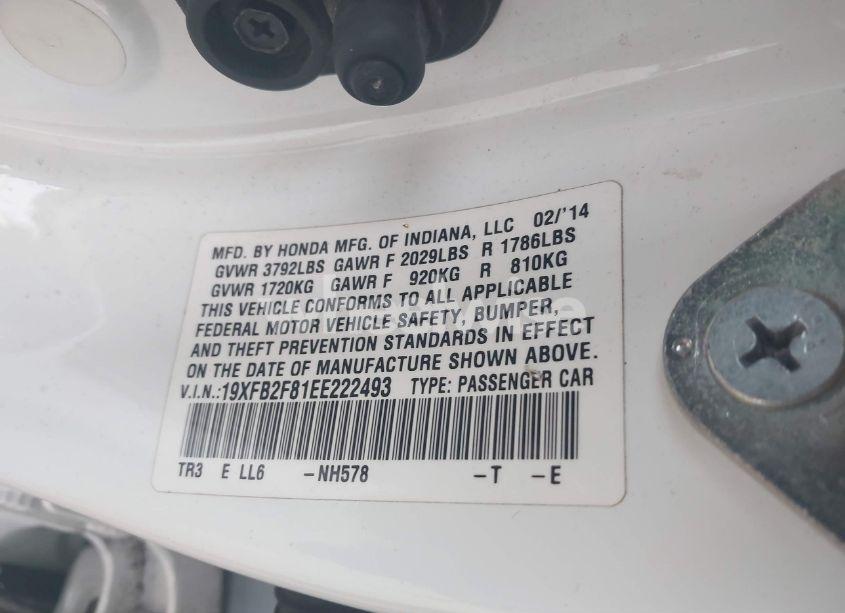 MFD. BY HONDA MFG. OF INDIANA, LLC 02/'14
GVWR 3792LBS GAWR F 2029LBS R 1786LBS
GVWR 1720KG GAWR F 920KG R 810KG
THIS VEHICLE CONFORMS TO ALL APPLICABLE
FEDERAL MOTOR VEHICLE SAFETY, BUMPER,
AND THEFT PREVENTION STANDARDS IN EFFECT
ON THE DATE OF MANUFACTURE SHOWN ABOVE.
V.I.N.:19XFB2F81EE222493 TYPE: PASSENGER CAR
TR3 E LL6 -NH578 -T -E